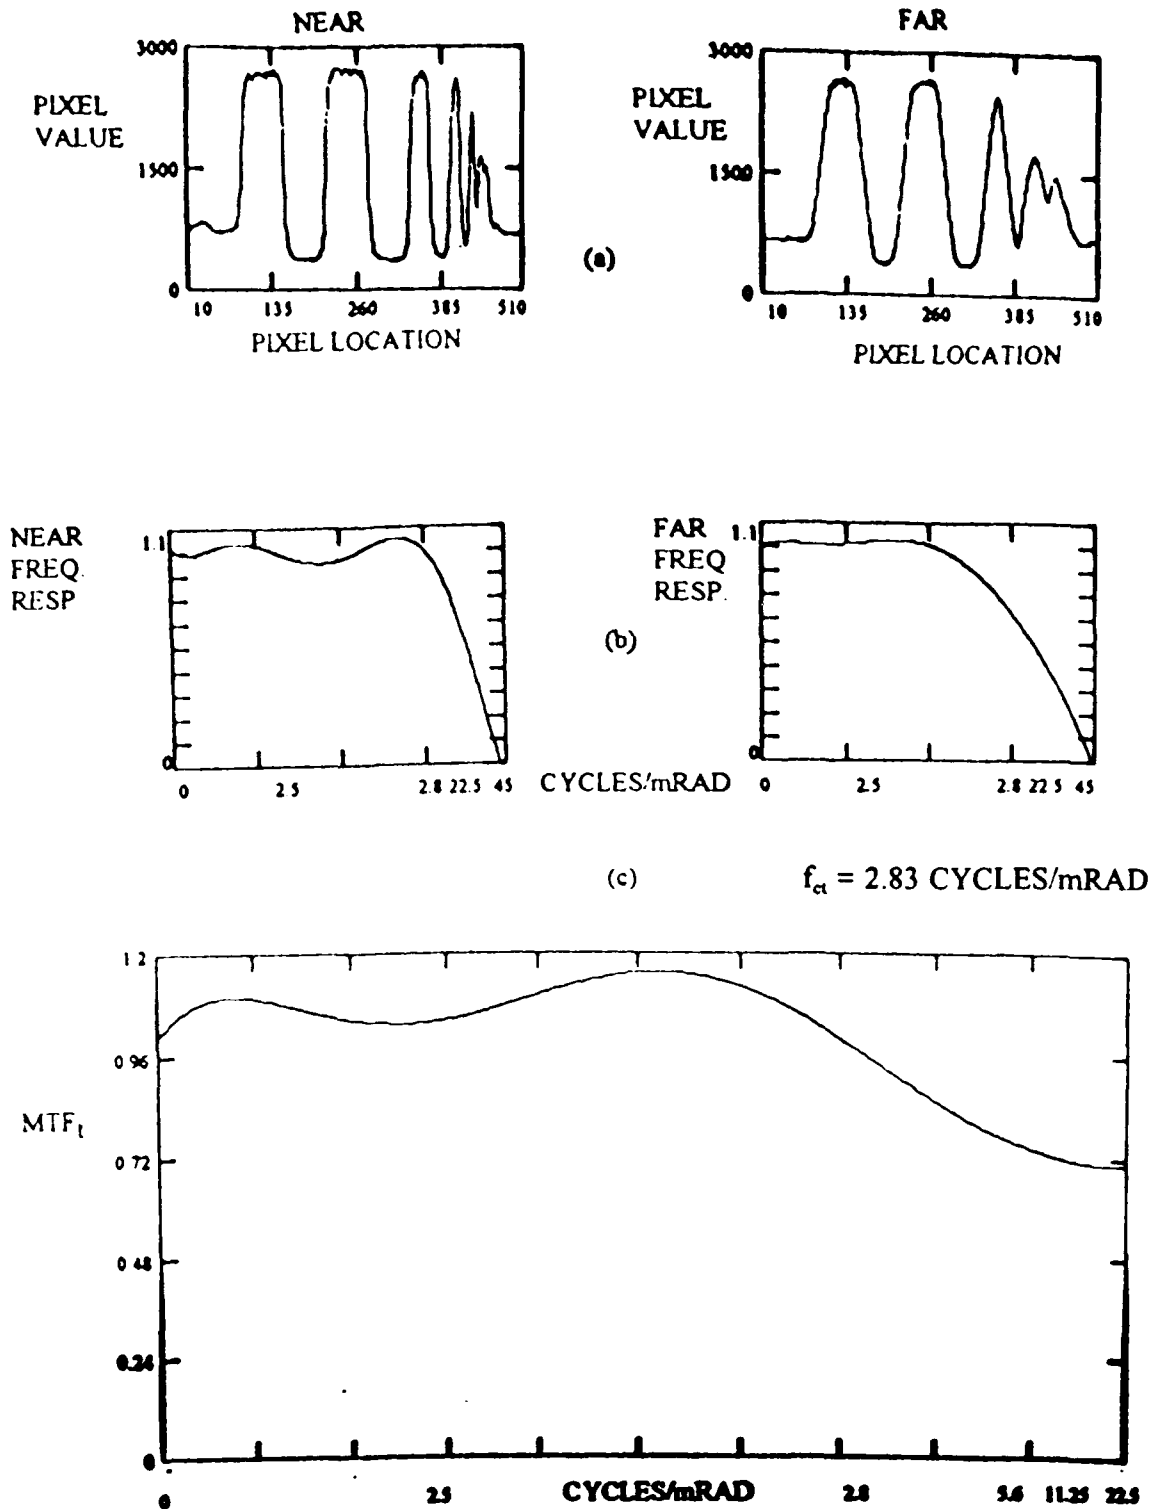 NEAR
3000
PIXEL
VALUE
1500
0
10 135 260 385 510
PIXEL LOCATION
FAR
3000
PIXEL
VALUE
1500
0
10 135 260 385 510
PIXEL LOCATION
(a)
NEAR
FREQ.
RESP
1.1
0
0 2.5 2.8 22.5 45
CYCLES/mRAD
FAR
FREQ
RESP.
1.1
0
0 2.5 2.8 22 5 45
(b)
(c)
f_ct = 2.83 CYCLES/mRAD
1 2
0 96
MTF_t
0 72
0 48
0.24
0
0 2.5 CYCLES/mRAD 2.8 5.6 11.25 22.5